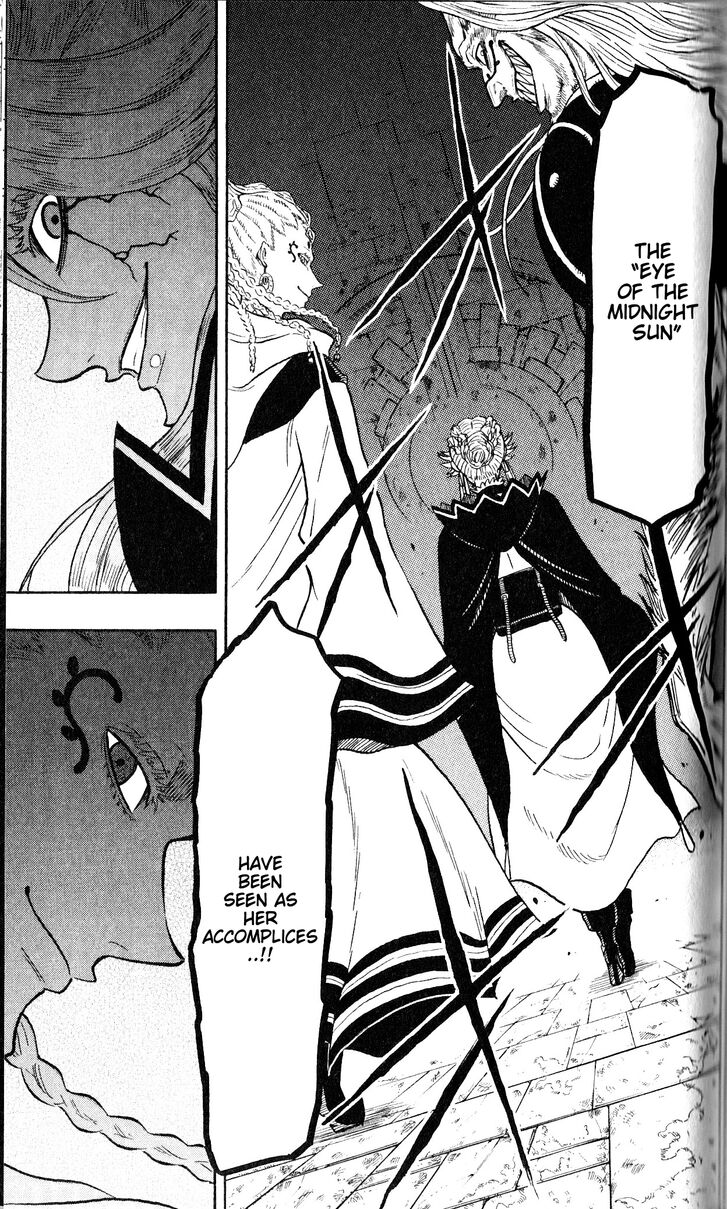 THE
"EYE
OF THE
MIDNIGHT
SUN"
HAVE
BEEN
SEEN AS
HER
ACCOMPLICES
..!!